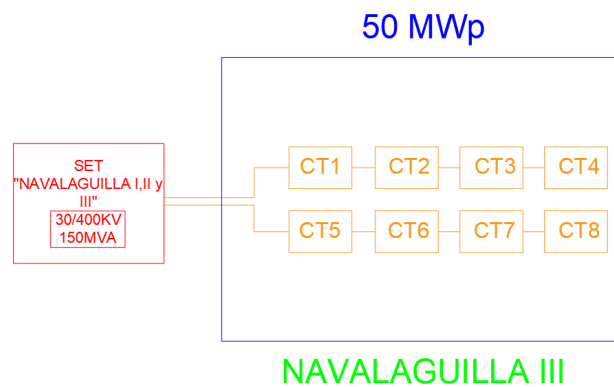 50 MWp
SET
"NAVALAGUILLA I,II y
III"
30/400KV
150MVA
CT1 CT2 CT3 CT4
CT5 CT6 CT7 CT8
NAVALAGUILLA III